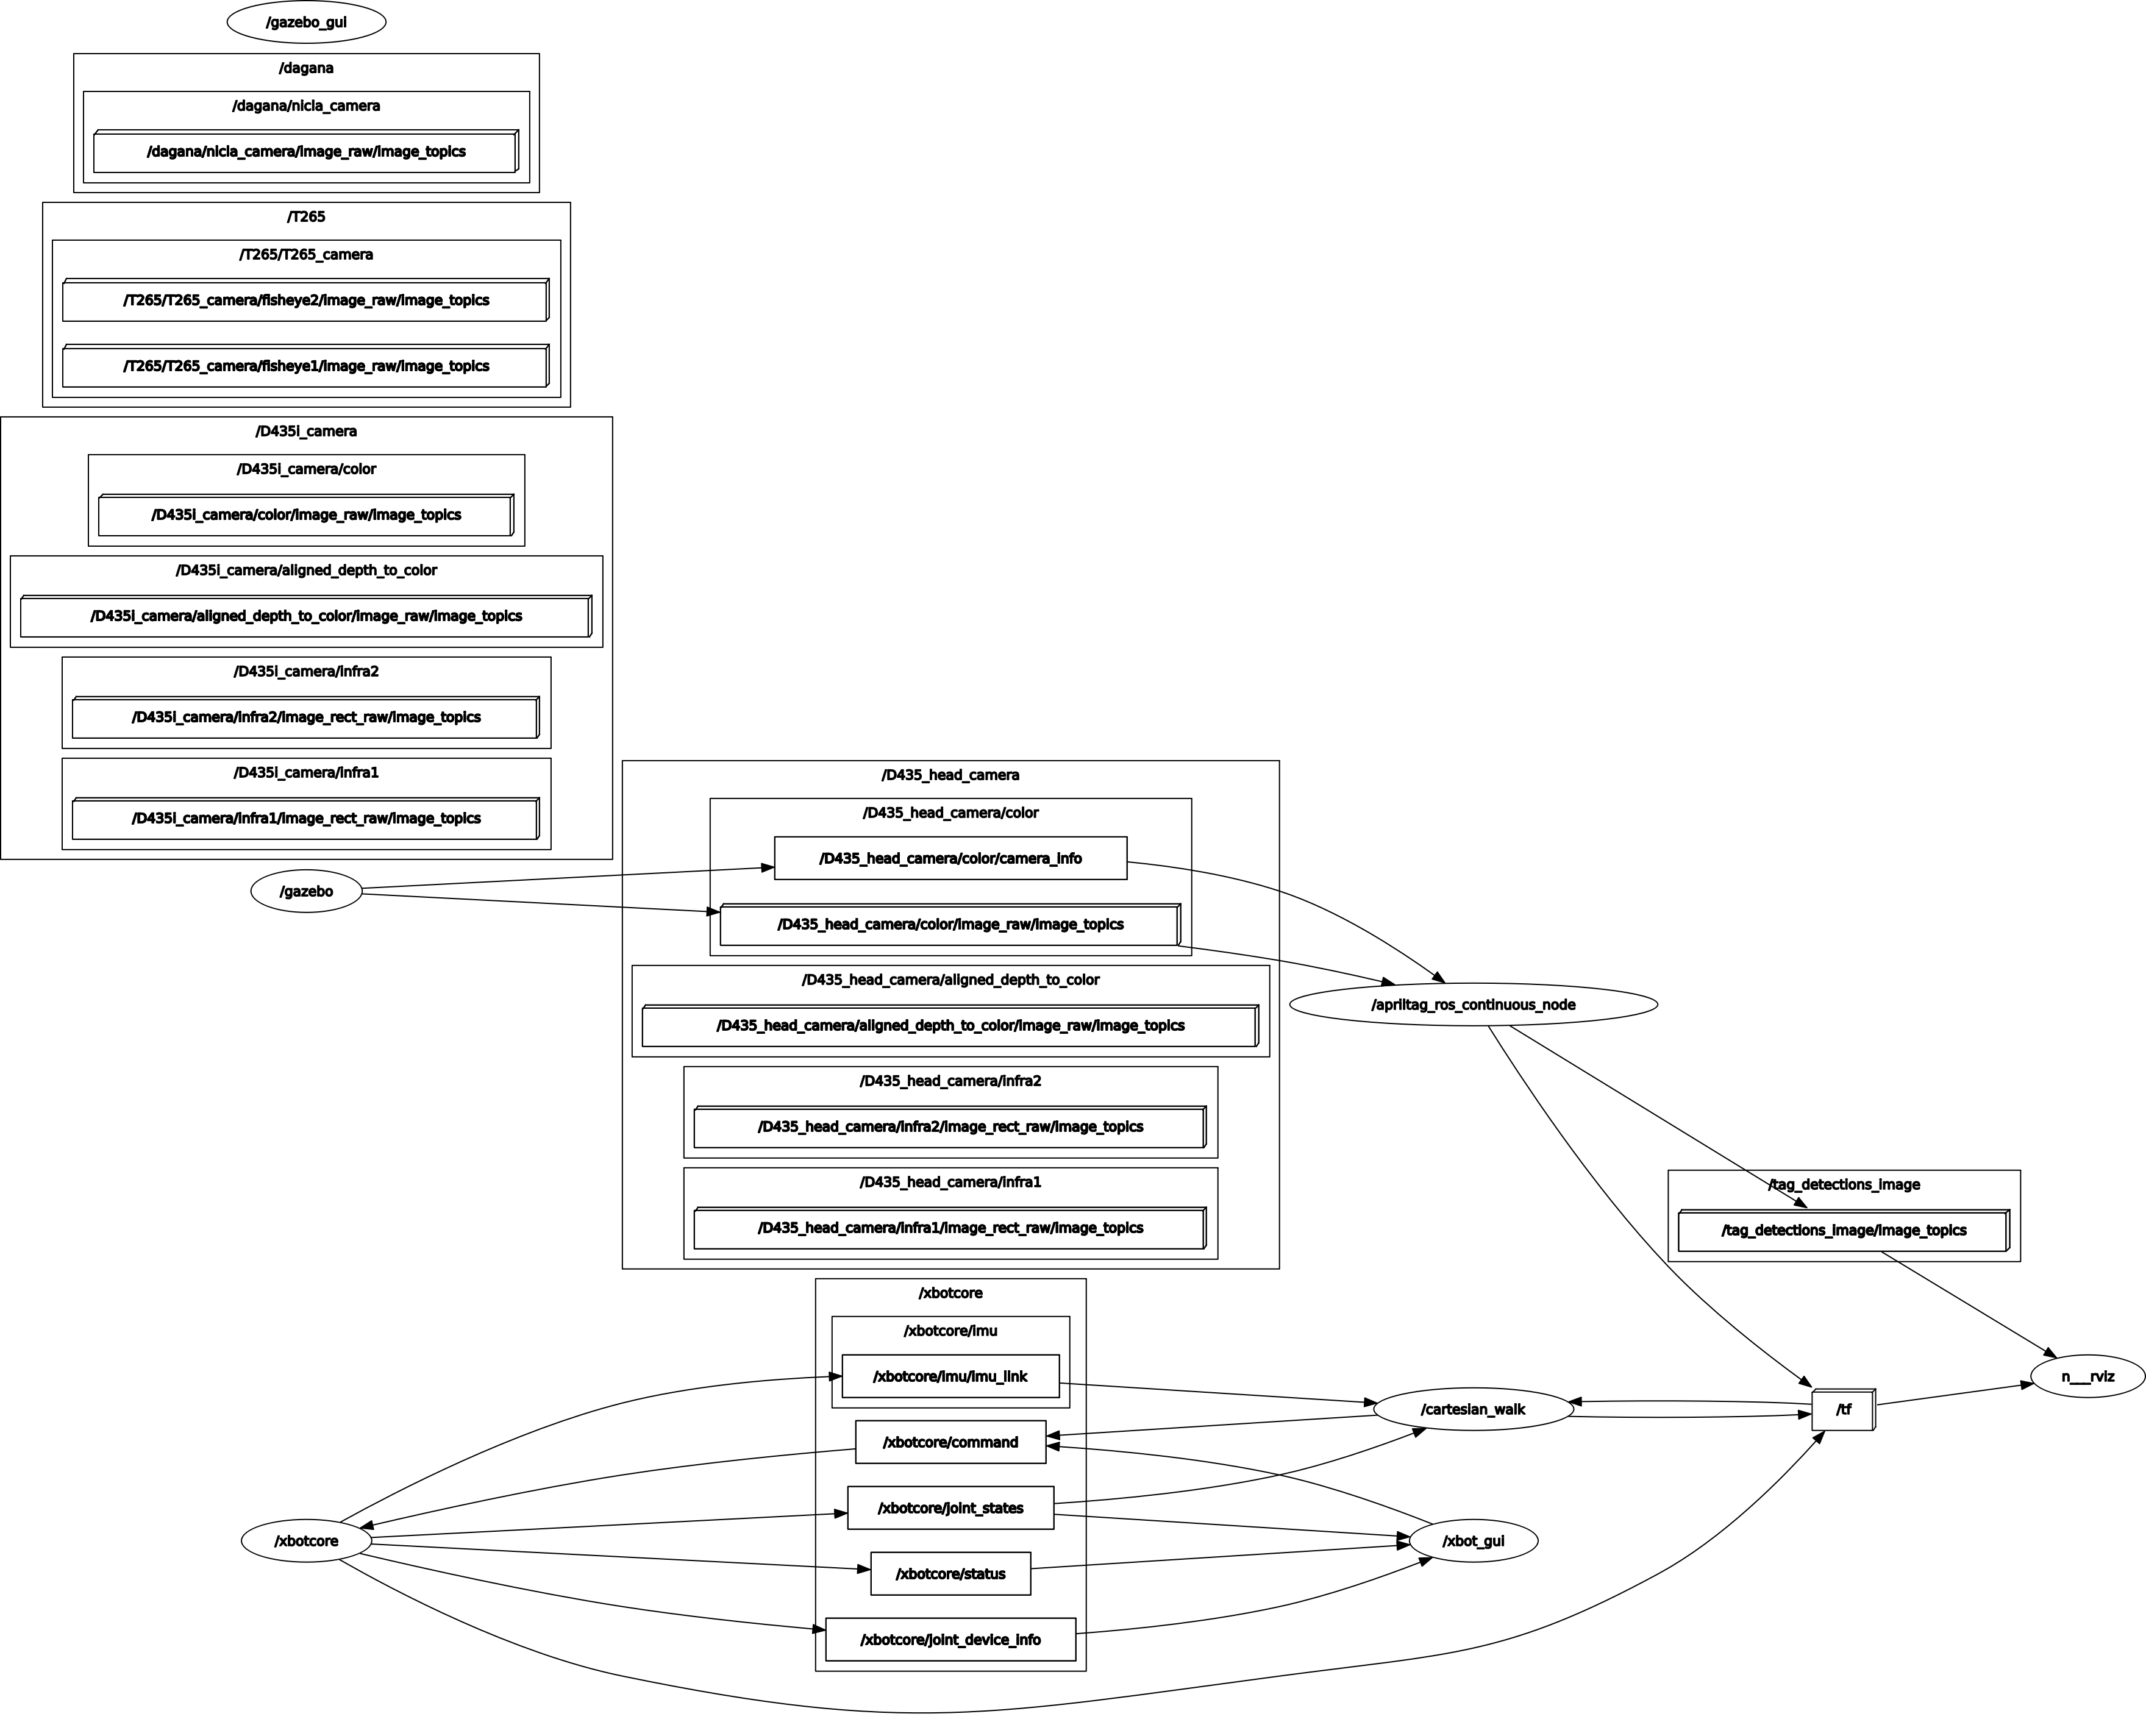 /gazebo_gui
/dagana
/dagana/nicla_camera
/dagana/nicla_camera/image_raw/image_topics
/T265
/T265/T265_camera
/T265/T265_camera/fisheye2/image_raw/image_topics
/T265/T265_camera/fisheye1/image_raw/image_topics
/D435i_camera
/D435i_camera/color
/D435i_camera/color/image_raw/image_topics
/D435i_camera/aligned_depth_to_color
/D435i_camera/aligned_depth_to_color/image_raw/image_topics
/D435i_camera/infra2
/D435i_camera/infra2/image_rect_raw/image_topics
/D435i_camera/infra1
/D435i_camera/infra1/image_rect_raw/image_topics
/gazebo
/D435_head_camera
/D435_head_camera/color
/D435_head_camera/color/camera_info
/D435_head_camera/color/image_raw/image_topics
/D435_head_camera/aligned_depth_to_color
/D435_head_camera/aligned_depth_to_color/image_raw/image_topics
/D435_head_camera/infra2
/D435_head_camera/infra2/image_rect_raw/image_topics
/D435_head_camera/infra1
/D435_head_camera/infra1/image_rect_raw/image_topics
/apriltag_ros_continuous_node
/tag_detections_image
/tag_detections_image/image_topics
/xbotcore
/xbotcore/imu
/xbotcore/imu/imu_link
/xbotcore/command
/xbotcore/joint_states
/xbotcore/status
/xbotcore/joint_device_info
/xbotcore
/cartesian_walk
/xbot_gui
/tf
n___rviz